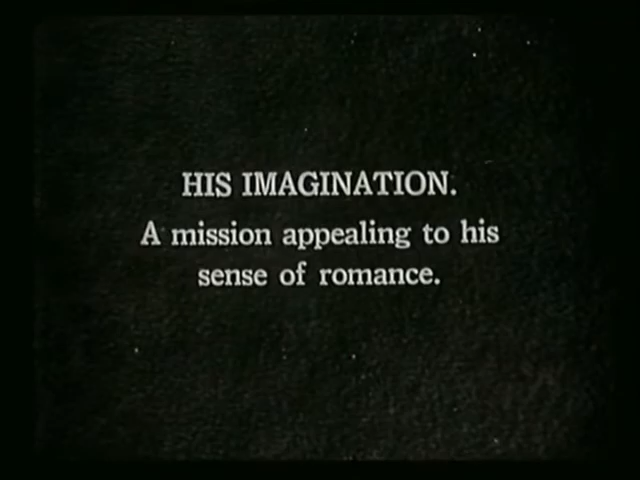 HIS IMAGINATION.
A mission appealing to his
sense of romance.